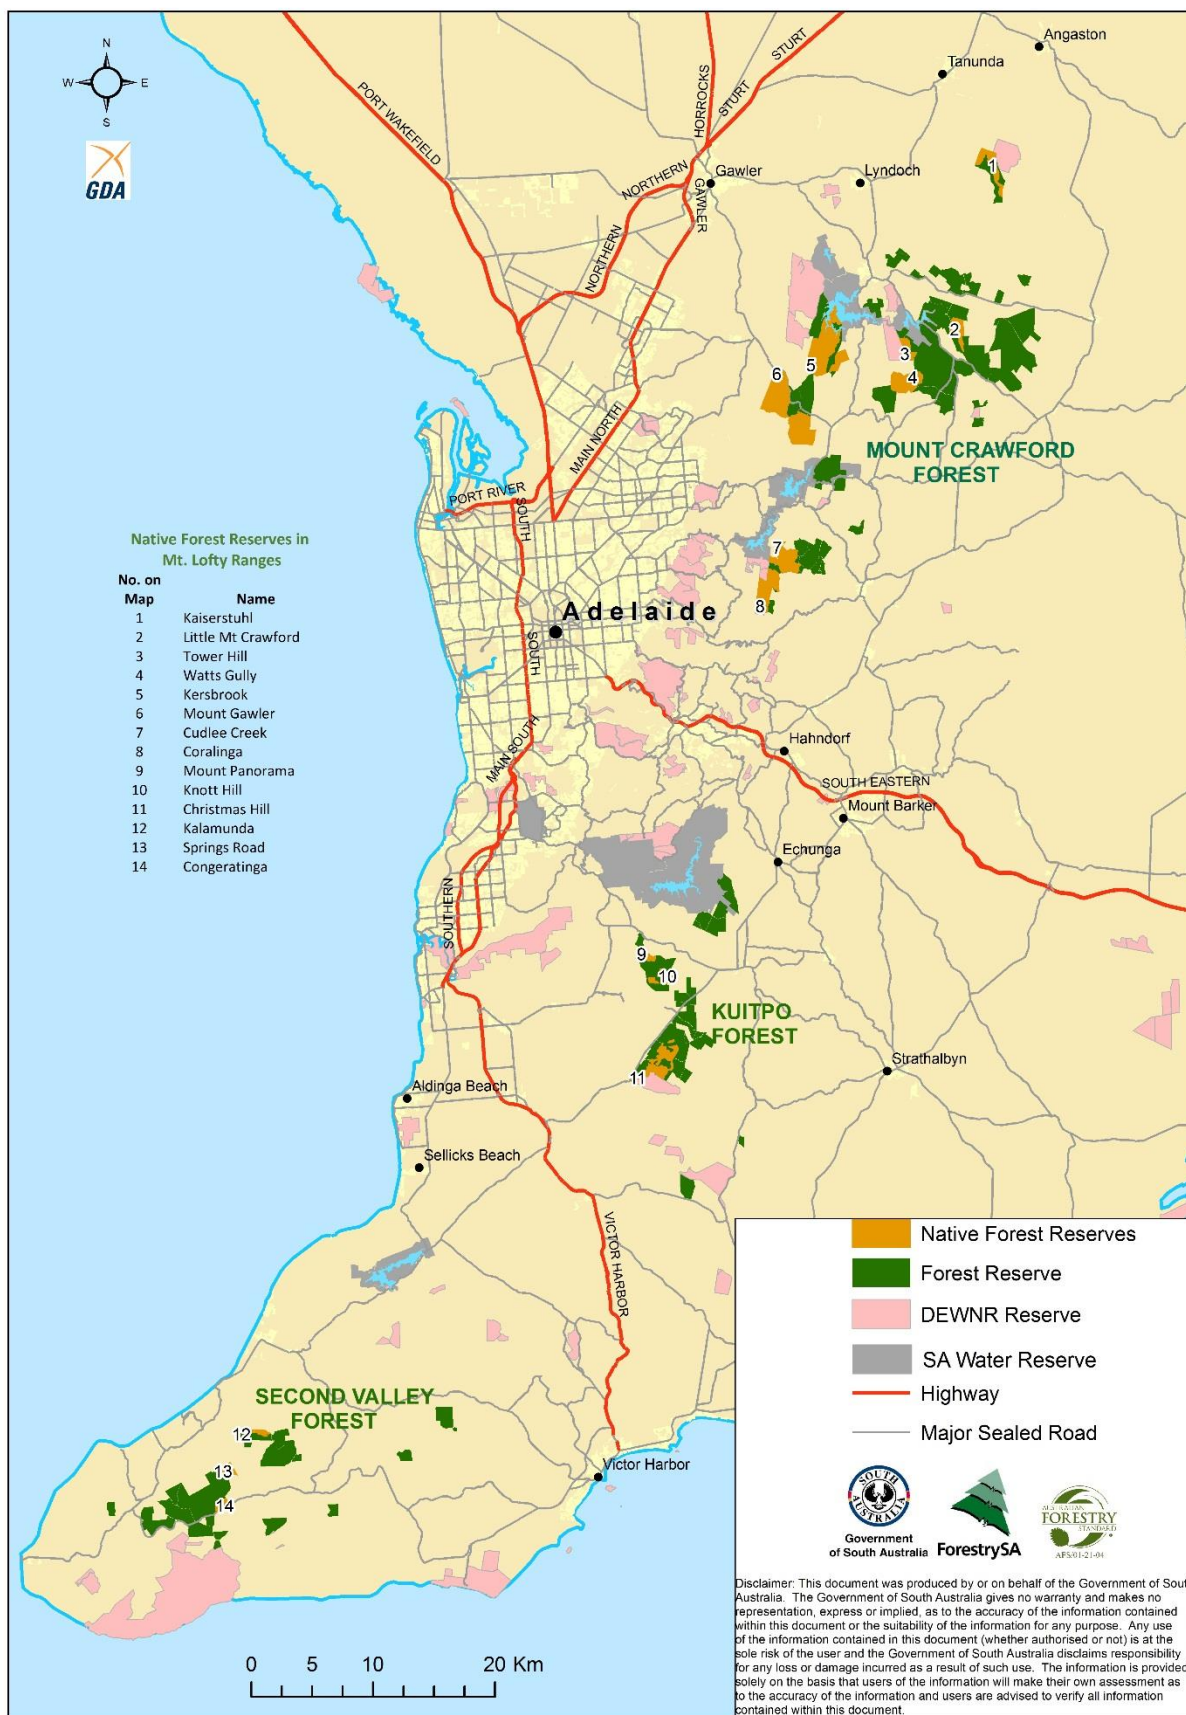 N
W E
S
GDA
Angaston
Tanunda
STURT
HORROCKS
STURT
PORT WAKEFIELD
NORTHERN
Gawler
Lyndoch
1
GAWLER
NORTHERN
2
3
5
6
4
MAIN NORTH
MOUNT CRAWFORD
FOREST
PORT RIVER
SOUTH
7
8
Native Forest Reserves in
Mt. Lofty Ranges
No. on
Map Name
1 Kaiserstuhl
2 Little Mt Crawford
3 Tower Hill
4 Watts Gully
5 Kersbrook
6 Mount Gawler
7 Cudlee Creek
8 Coralinga
9 Mount Panorama
10 Knott Hill
11 Christmas Hill
12 Kalamunda
13 Springs Road
14 Congeratinga
Adelaide
SOUTH
MAIN SOUTH
Hahndorf
SOUTH EASTERN
Mount Barker
Echunga
SOUTHERN
9
10
KUITPO
FOREST
Strathalbyn
11
Aldinga Beach
Sellicks Beach
VICTOR HARBOR
SECOND VALLEY
FOREST
12
13
14
Victor Harbor
Native Forest Reserves
Forest Reserve
DEWNR Reserve
SA Water Reserve
Highway
Major Sealed Road
SOUTH
AUSTRALIA
Government
of South Australia
ForestrySA
AUSTRALIAN
FORESTRY
STANDARD
AFS/01-21-04
0 5 10 20 Km
Disclaimer: This document was produced by or on behalf of the Government of Sout
Australia. The Government of South Australia gives no warranty and makes no
representation, express or implied, as to the accuracy of the information contained
within this document or the suitability of the information for any purpose. Any use
of the information contained in this document (whether authorised or not) is at the
sole risk of the user and the Government of South Australia disclaims responsibility
for any loss or damage incurred as a result of such use. The information is provided
solely on the basis that users of the information will make their own assessment as
to the accuracy of the information and users are advised to verify all information
contained within this document.